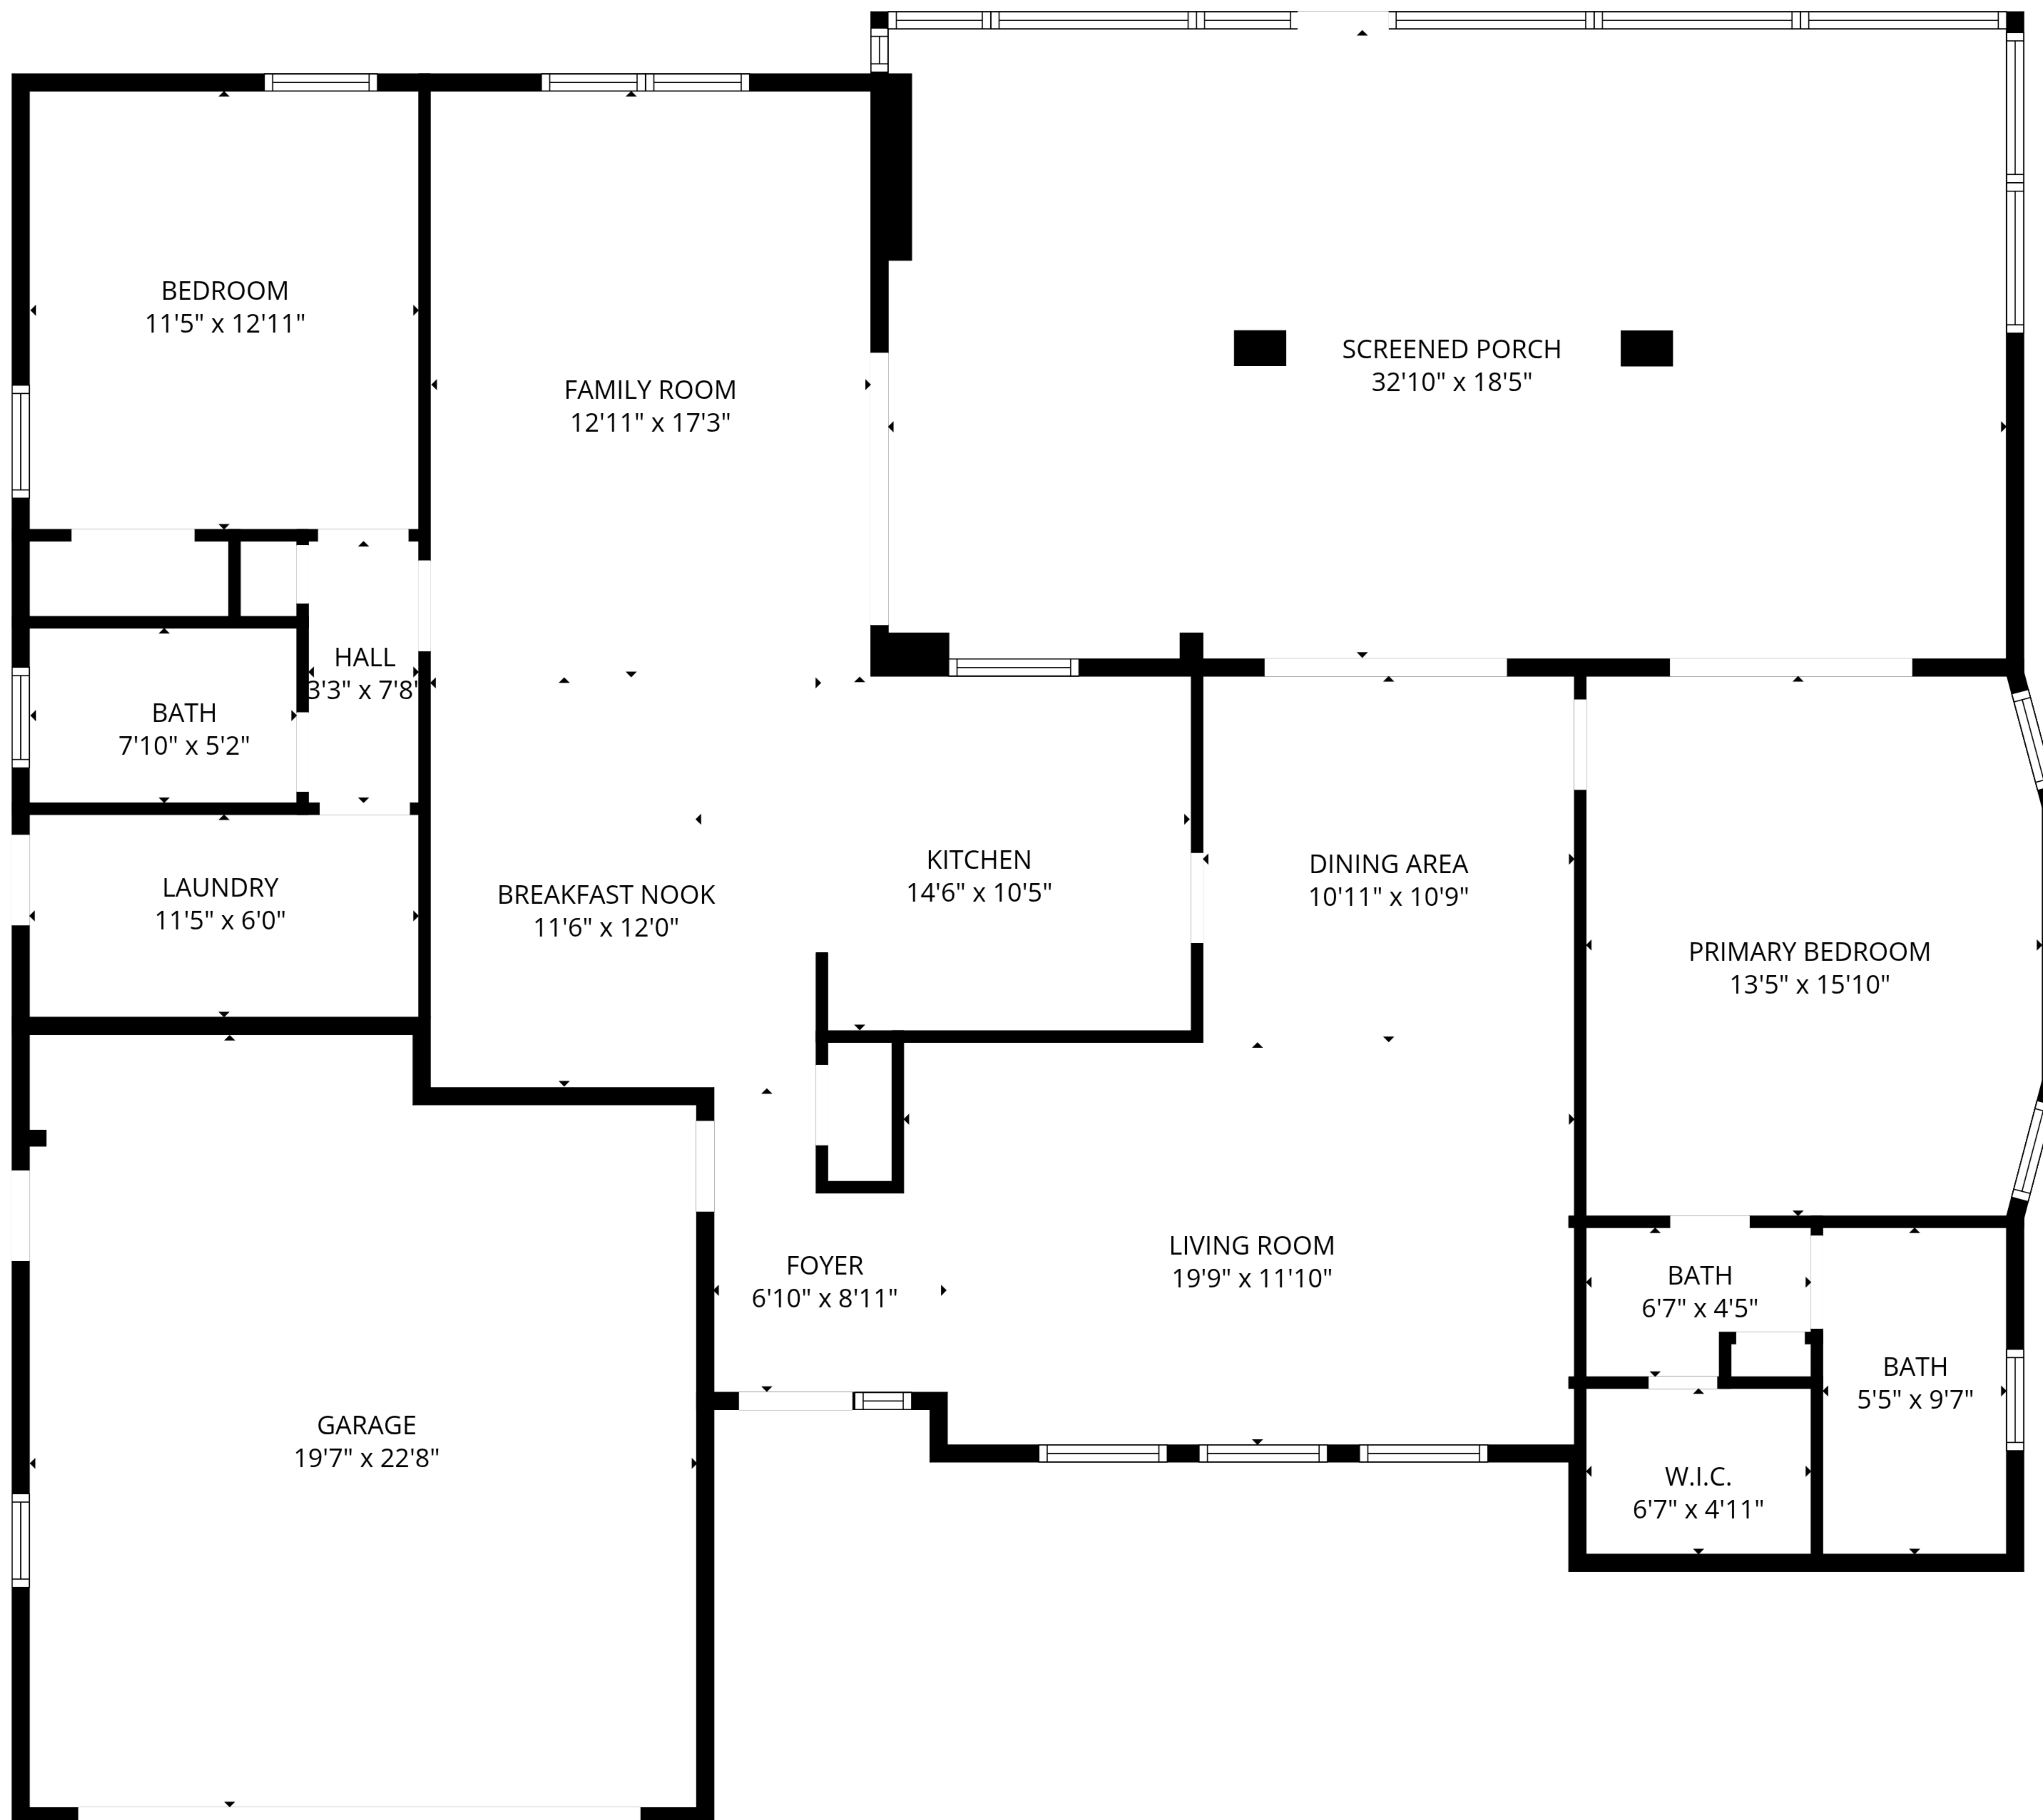 BEDROOM
11'5" x 12'11"
SCREENED PORCH
32'10" x 18'5"
FAMILY ROOM
12'11" x 17'3"
HALL
3'3" x 7'8"
BATH
7'10" x 5'2"
KITCHEN
14'6" x 10'5"
DINING AREA
10'11" x 10'9"
LAUNDRY
11'5" x 6'0"
BREAKFAST NOOK
11'6" x 12'0"
PRIMARY BEDROOM
13'5" x 15'10"
LIVING ROOM
19'9" x 11'10"
FOYER
6'10" x 8'11"
BATH
6'7" x 4'5"
BATH
5'5" x 9'7"
GARAGE
19'7" x 22'8"
W.I.C.
6'7" x 4'11"